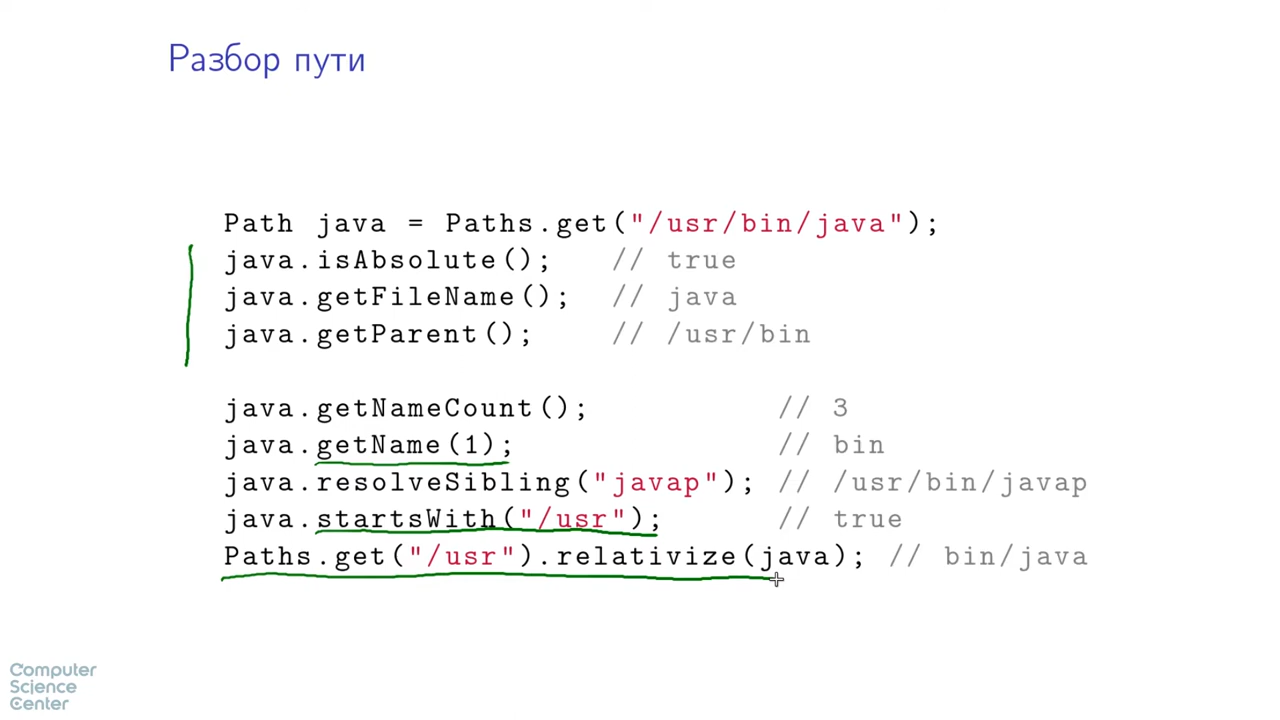 Разбор пути
Path java = Paths.get("/usr/bin/java");
java.isAbsolute();   // true
java.getFileName();  // java
java.getParent();    // /usr/bin
java.getNameCount();          // 3
java.getName(1);              // bin
java.resolveSibling("javap"); // /usr/bin/javap
java.startsWith("/usr");      // true
Paths.get("/usr").relativize(java); // bin/java
Computer
Science
Center